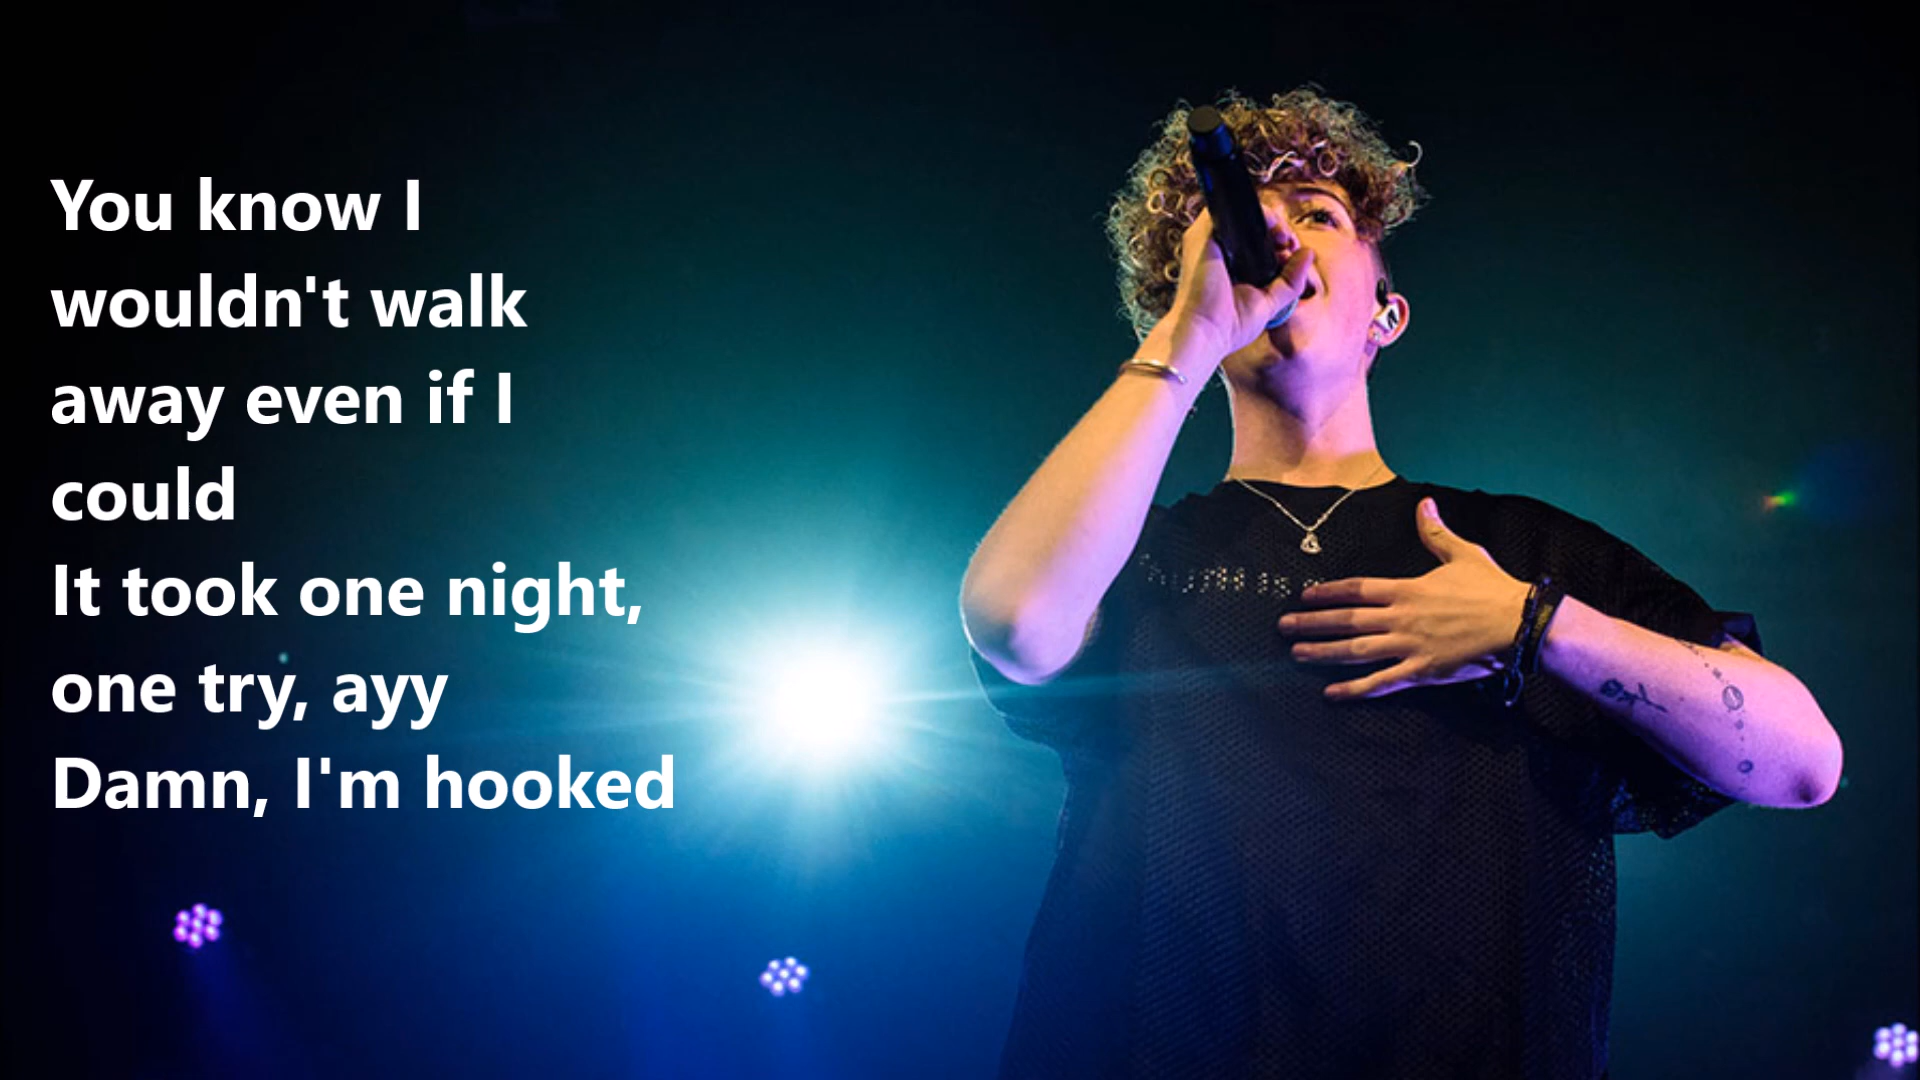 You know I
wouldn't walk
away even if I
could
It took one night,
one try, ayy
Damn, I'm hooked